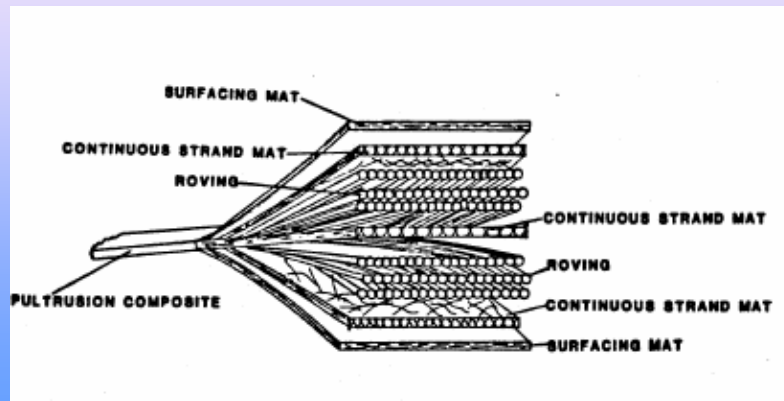 SURFACING MAT
CONTINUOUS STRAND MAT
ROVING
CONTINUOUS STRAND MAT
ROVING
PULTRUSION COMPOSITE
CONTINUOUS STRAND MAT
SURFACING MAT